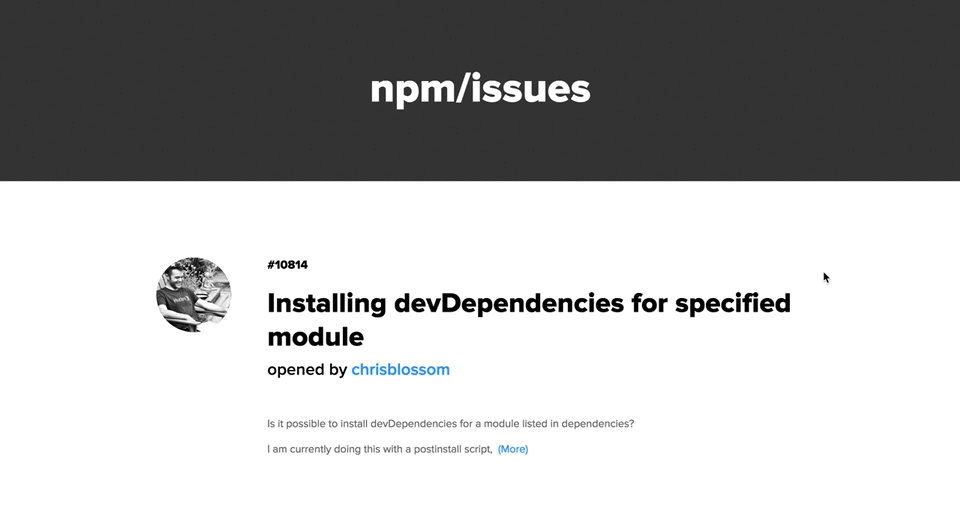 npm/issues
#10814
Installing devDependencies for specified
module
opened by chrisblossom
Is it possible to install devDependencies for a module listed in dependencies?
I am currently doing this with a postinstall script, (More)